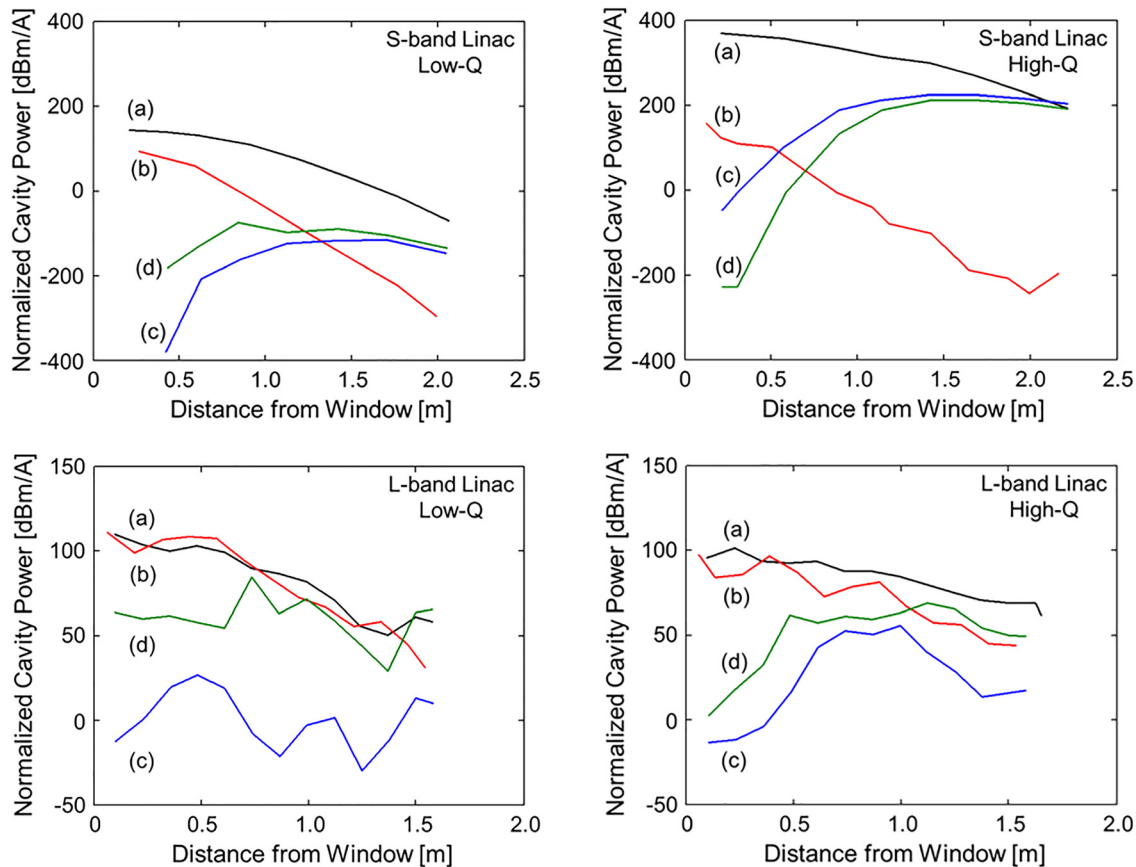 Normalized Cavity Power [dBm/A]
400
200
0
-200
-400
S-band Linac
Low-Q
(a)
(b)
(d)
(c)
0 0.5 1.0 1.5 2.0 2.5
Distance from Window [m]
Normalized Cavity Power [dBm/A]
400
200
0
-200
-400
S-band Linac
High-Q
(a)
(b)
(c)
(d)
0 0.5 1.0 1.5 2.0 2.5
Distance from Window [m]
Normalized Cavity Power [dBm/A]
150
100
50
0
-50
L-band Linac
Low-Q
(a)
(b)
(d)
(c)
0 0.5 1.0 1.5 2.0
Distance from Window [m]
Normalized Cavity Power [dBm/A]
150
100
50
0
-50
L-band Linac
High-Q
(a)
(b)
(d)
(c)
0 0.5 1.0 1.5 2.0
Distance from Window [m]